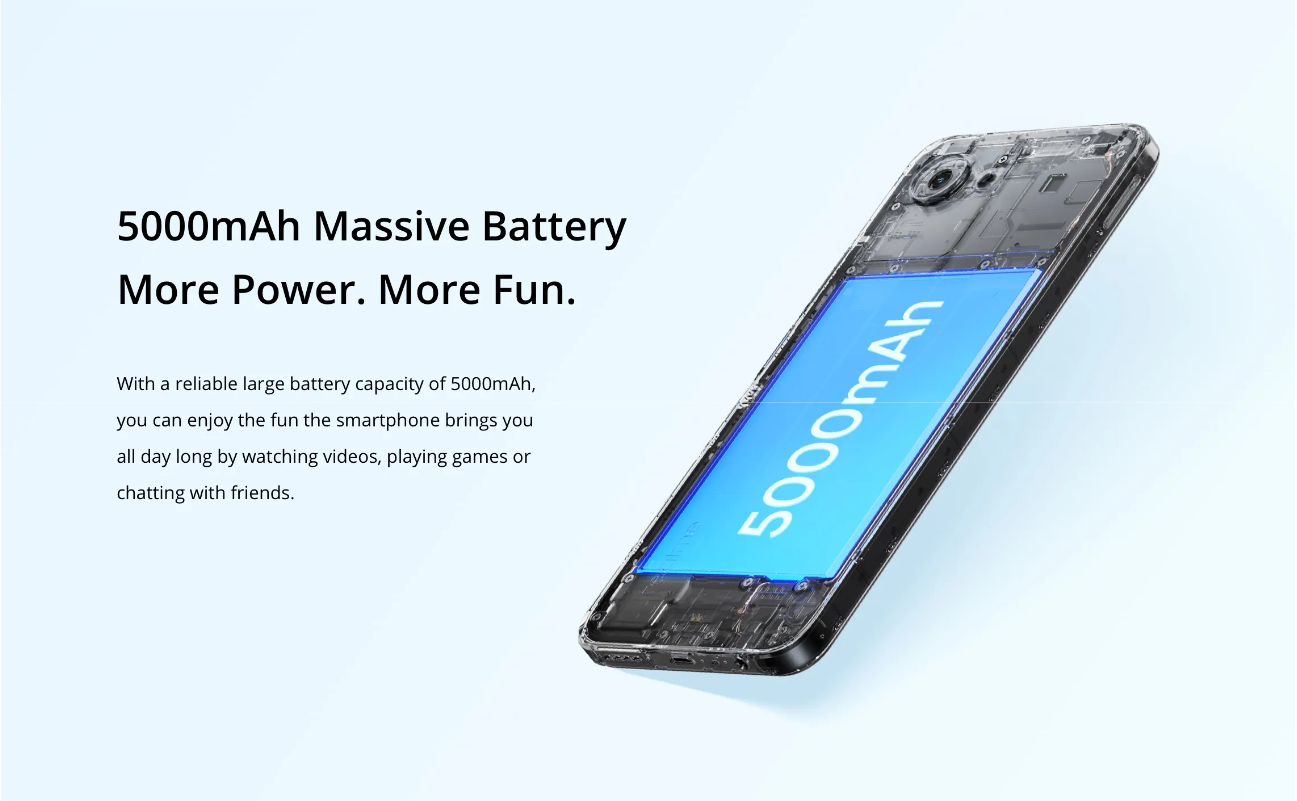 5000mAh Massive Battery
More Power. More Fun.
With a reliable large battery capacity of 5000mAh,
you can enjoy the fun the smartphone brings you
all day long by watching videos, playing games or
chatting with friends.
5000mAh